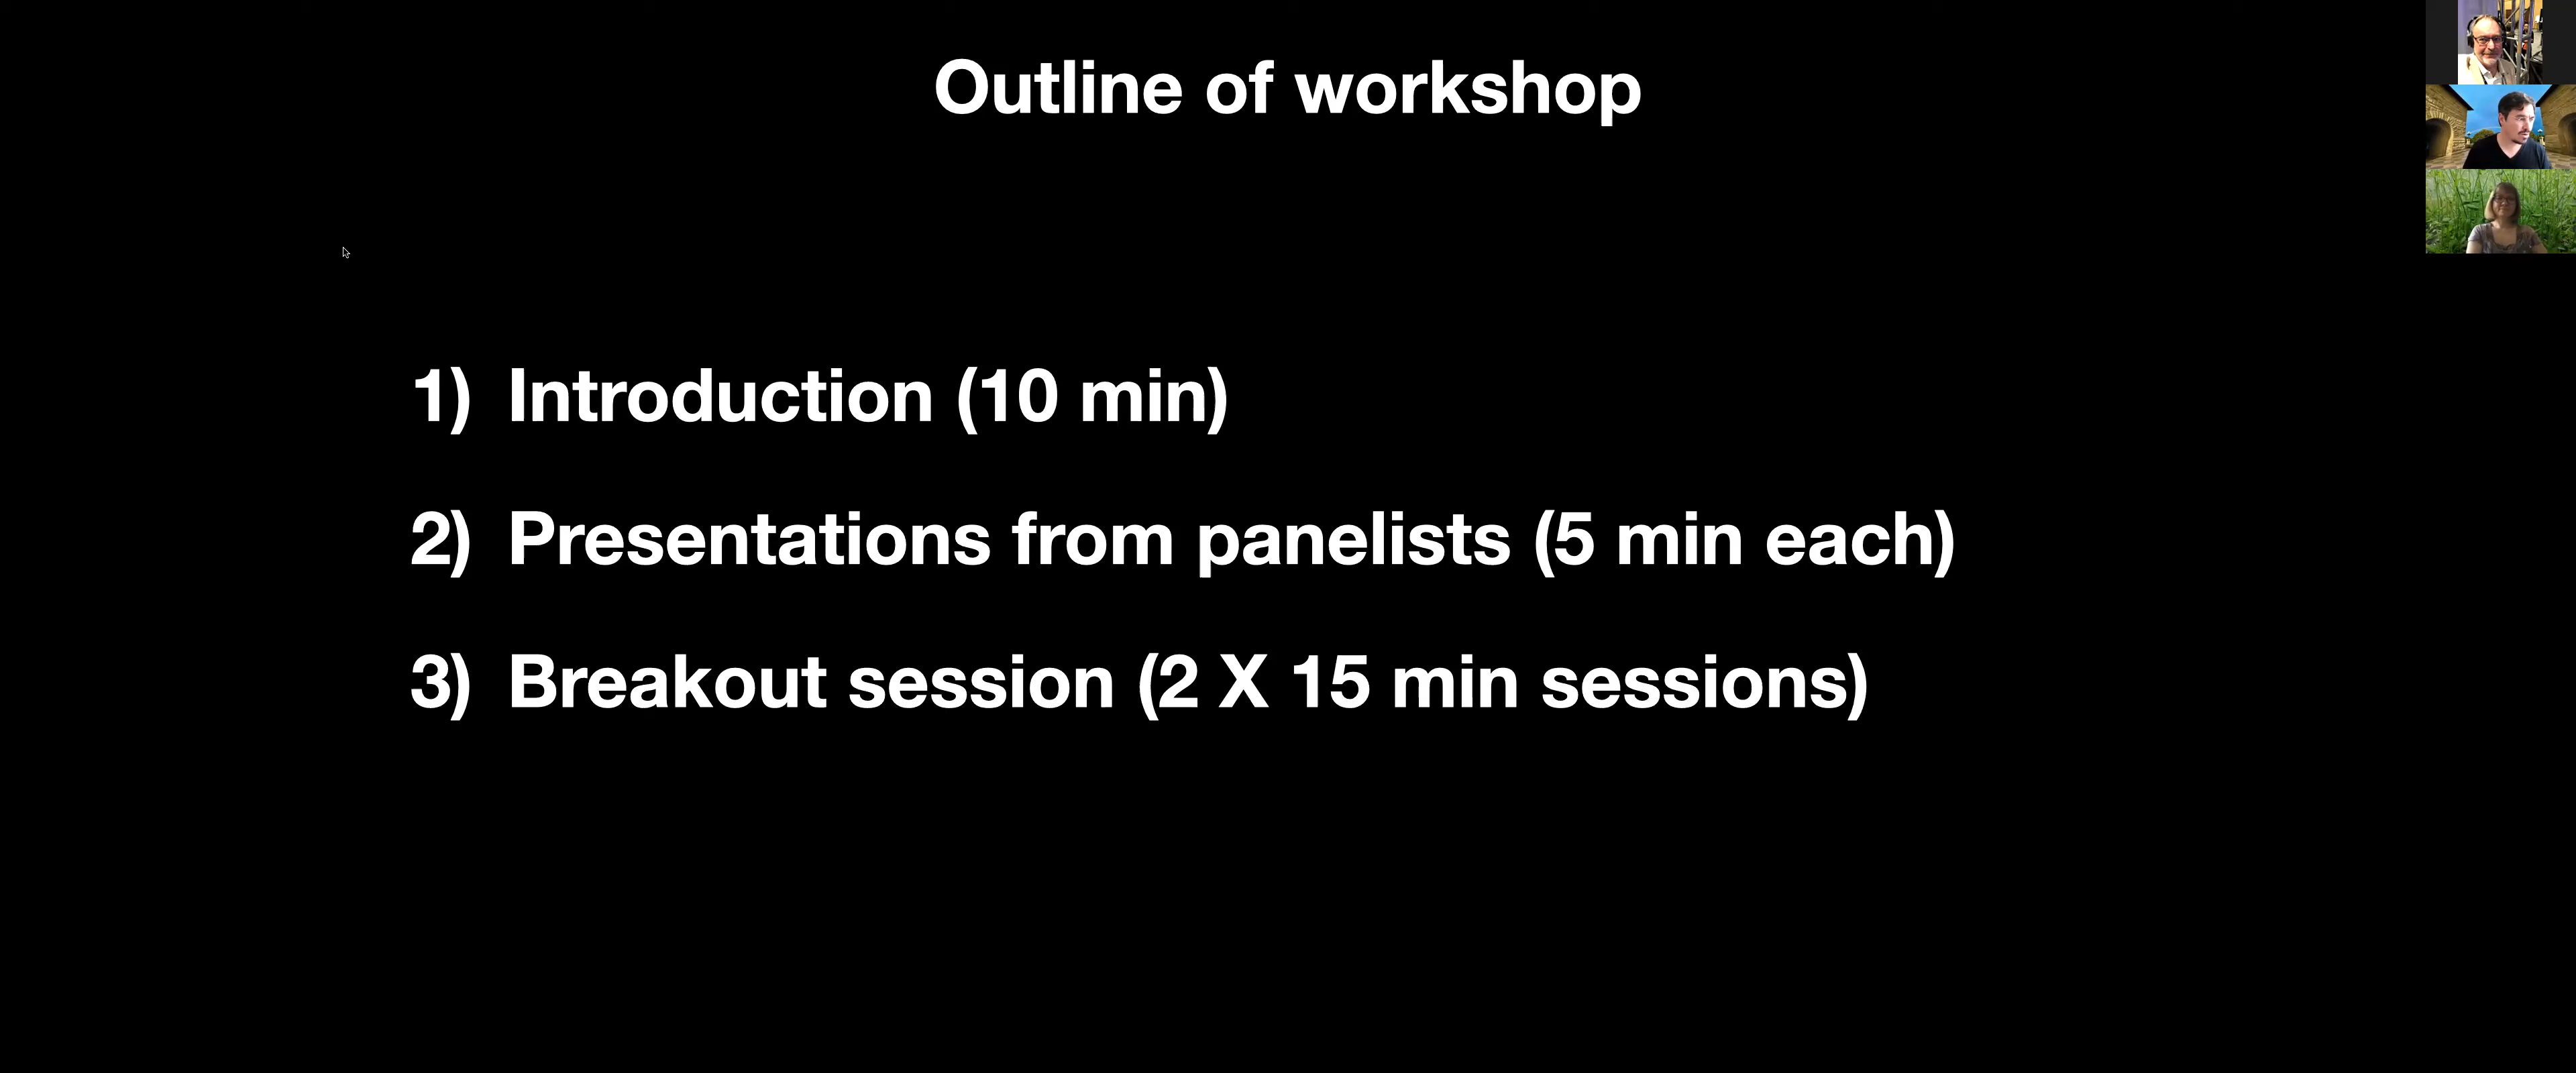 Outline of workshop
1) Introduction (10 min)
2) Presentations from panelists (5 min each)
3) Breakout session (2 X 15 min sessions)